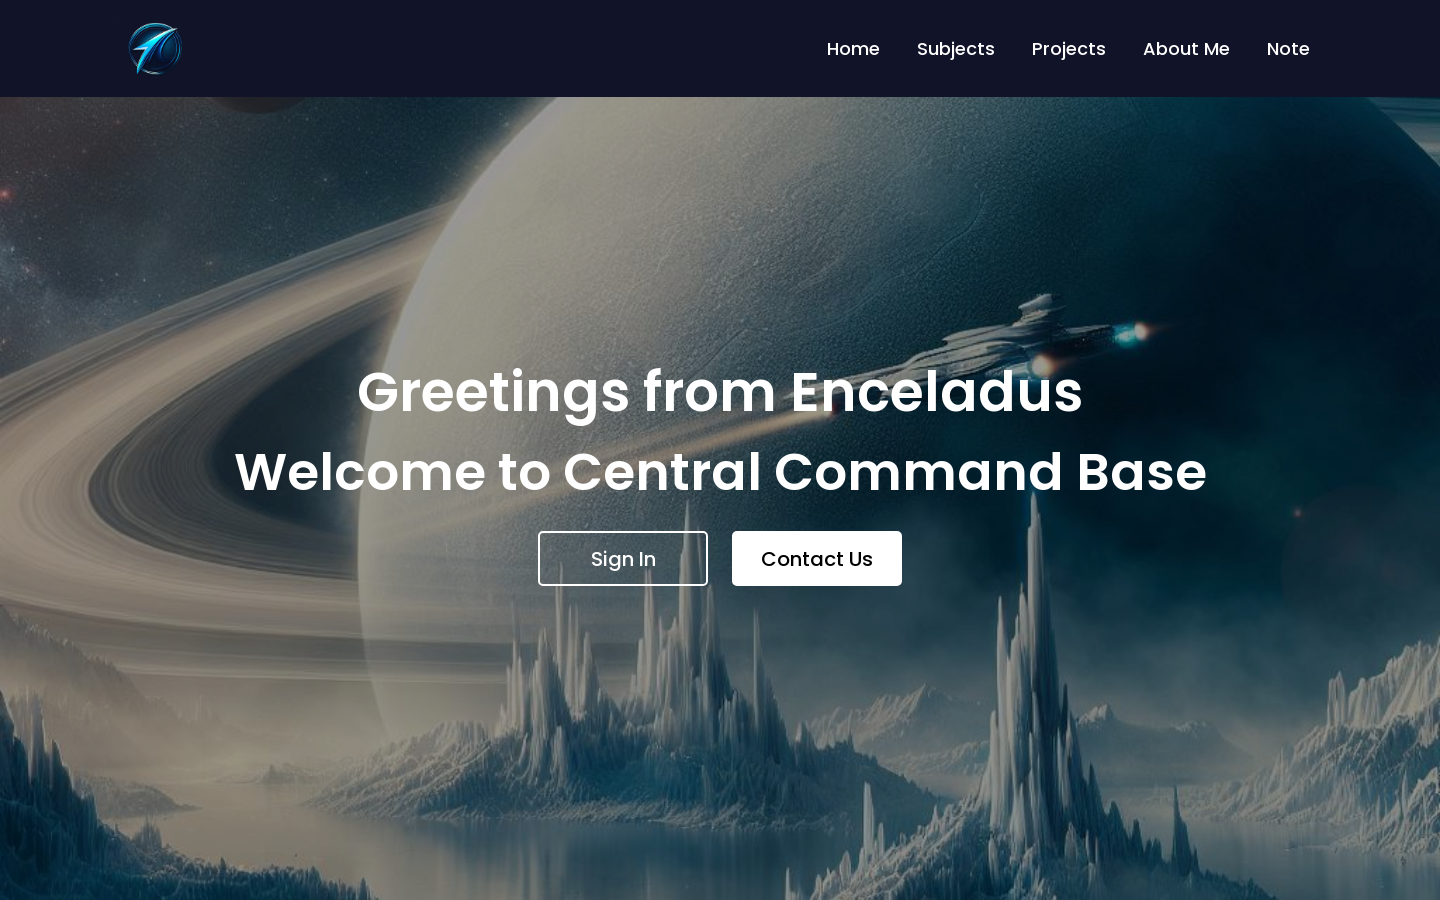 Home Subjects Projects About Me Note
Greetings from Enceladus
Welcome to Central Command Base
Sign In Contact Us